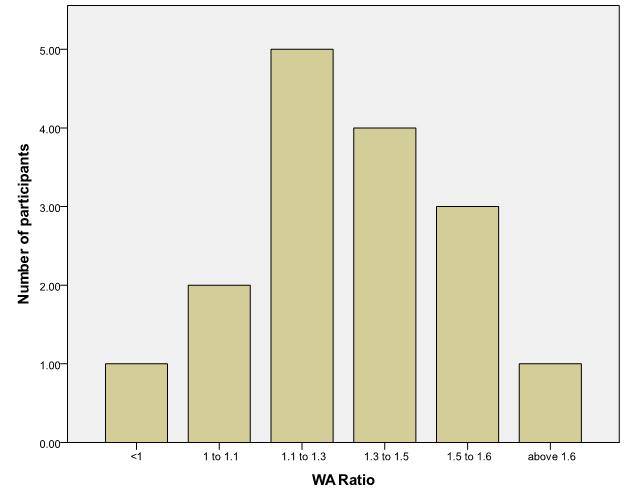 5.00
4.00
3.00
2.00
1.00
0.00
Number of participants
<1
1 to 1.1
1.1 to 1.3
1.3 to 1.5
1.5 to 1.6
above 1.6
WA Ratio